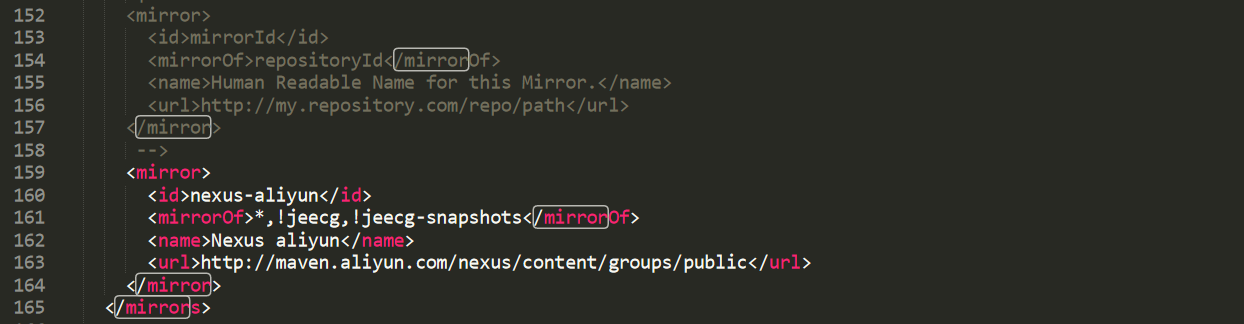 152 <mirror>
153 <id>mirrorId</id>
154 <mirrorOf>repositoryId</mirrorOf>
155 <name>Human Readable Name for this Mirror.</name>
156 <url>http://my.repository.com/repo/path</url>
157 </mirror>
158 -->
159 <mirror>
160 <id>nexus-aliyun</id>
161 <mirrorOf>*,!jeecg,!jeecg-snapshots</mirrorOf>
162 <name>Nexus aliyun</name>
163 <url>http://maven.aliyun.com/nexus/content/groups/public</url>
164 </mirror>
165 </mirrors>